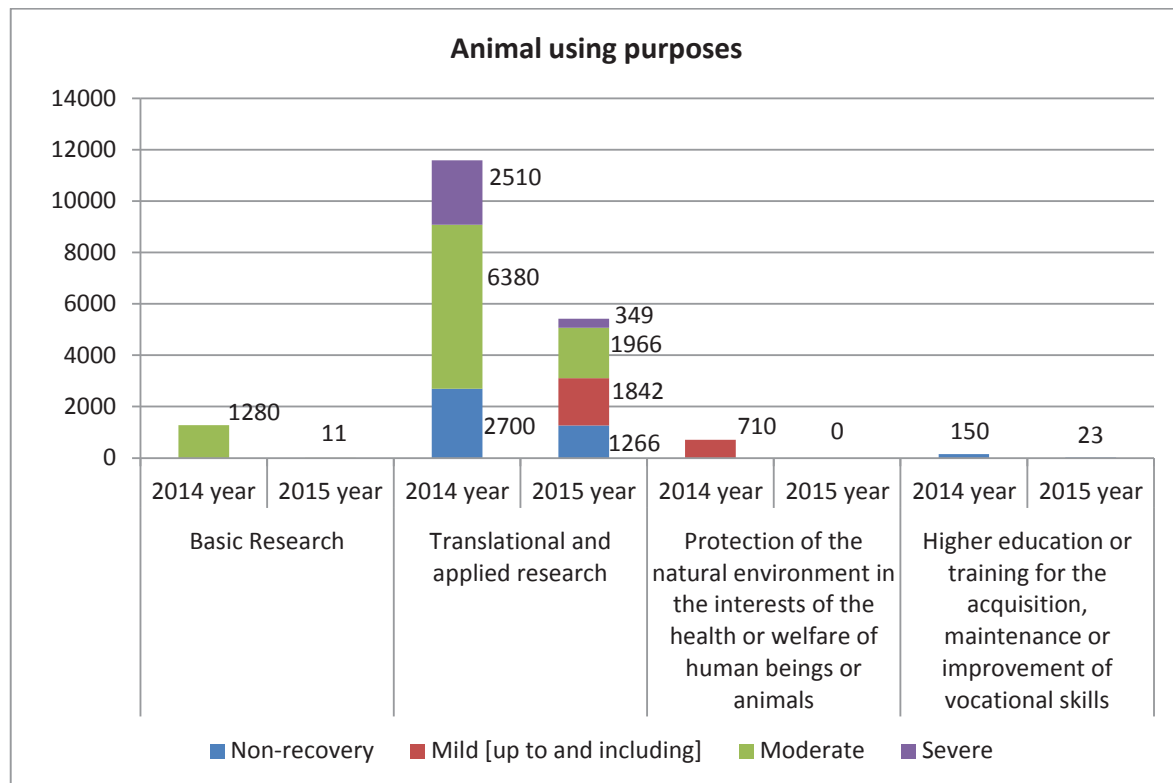 Animal using purposes
14000
12000
10000
8000
6000
4000
2000
0
2510
6380
2700
349
1966
1842
1266
1280
11
710
0
150
23
2014 year
2015 year
2014 year
2015 year
2014 year
2015 year
2014 year
2015 year
Basic Research
Translational and
applied research
Protection of the
natural environment in
the interests of the
health or welfare of
human beings or
animals
Higher education or
training for the
acquisition,
maintenance or
improvement of
vocational skills
Non-recovery
Mild [up to and including]
Moderate
Severe